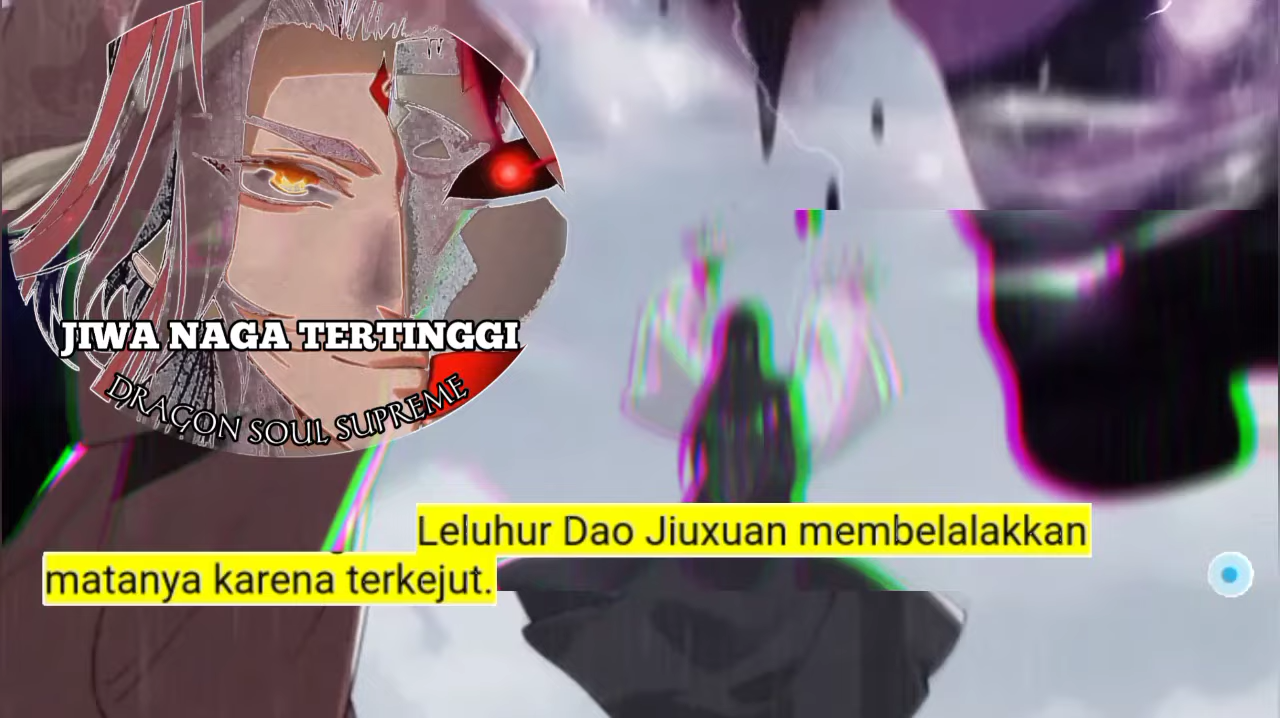 JIWA NAGA TERTINGGI
DRAGON SOUL SUPREME
Leluhur Dao Jiuxuan membelalakkan
matanya karena terkejut.